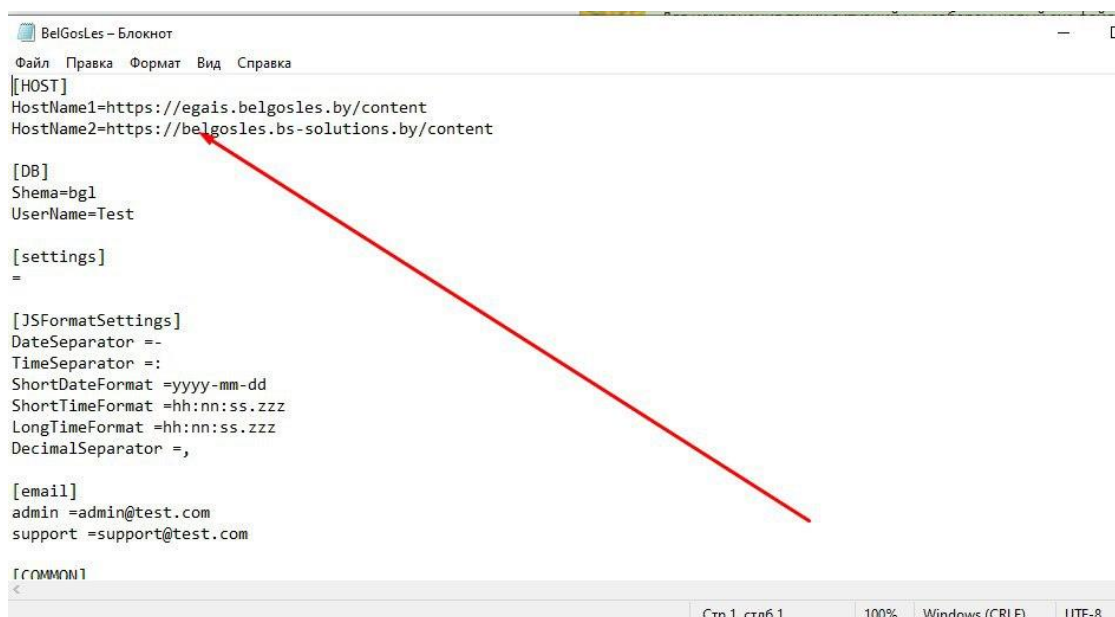 BelGosLes – Блокнот
Файл Правка Формат Вид Справка
[HOST]
HostName1=https://egais.belgosles.by/content
HostName2=https://belgosles.bs-solutions.by/content
[DB]
Shema=bgl
UserName=Test
[settings]
=
[JSFormatSettings]
DateSeparator =-
TimeSeparator =:
ShortDateFormat =yyyy-mm-dd
ShortTimeFormat =hh:nn:ss.zzz
LongTimeFormat =hh:nn:ss.zzz
DecimalSeparator =,
[email]
admin =admin@test.com
support =support@test.com
[COMMON]
Стр 1, стлб 1 100% Windows (CRLF) UTF-8